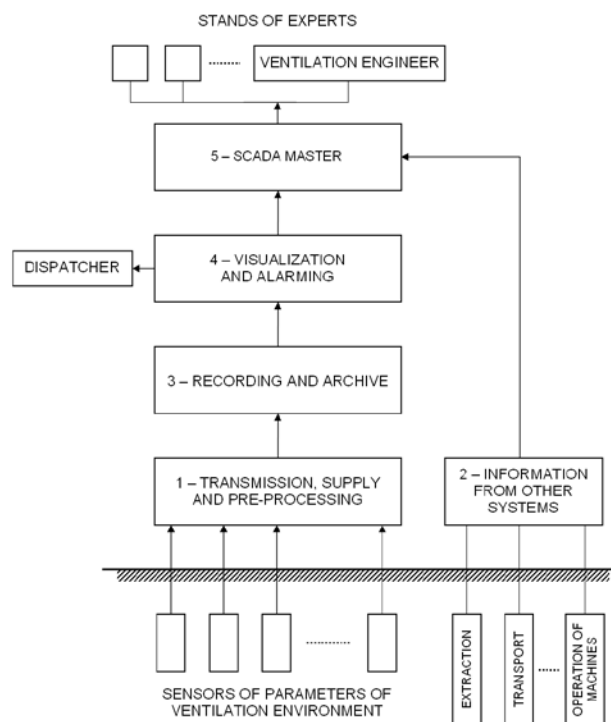 STANDS OF EXPERTS
VENTILATION ENGINEER
5 – SCADA MASTER
4 – VISUALIZATION
AND ALARMING
DISPATCHER
3 – RECORDING AND ARCHIVE
1 – TRANSMISSION, SUPPLY
AND PRE-PROCESSING
2 – INFORMATION
FROM OTHER
SYSTEMS
EXTRACTION
TRANSPORT
OPERATION OF
MACHINES
SENSORS OF PARAMETERS OF
VENTILATION ENVIRONMENT